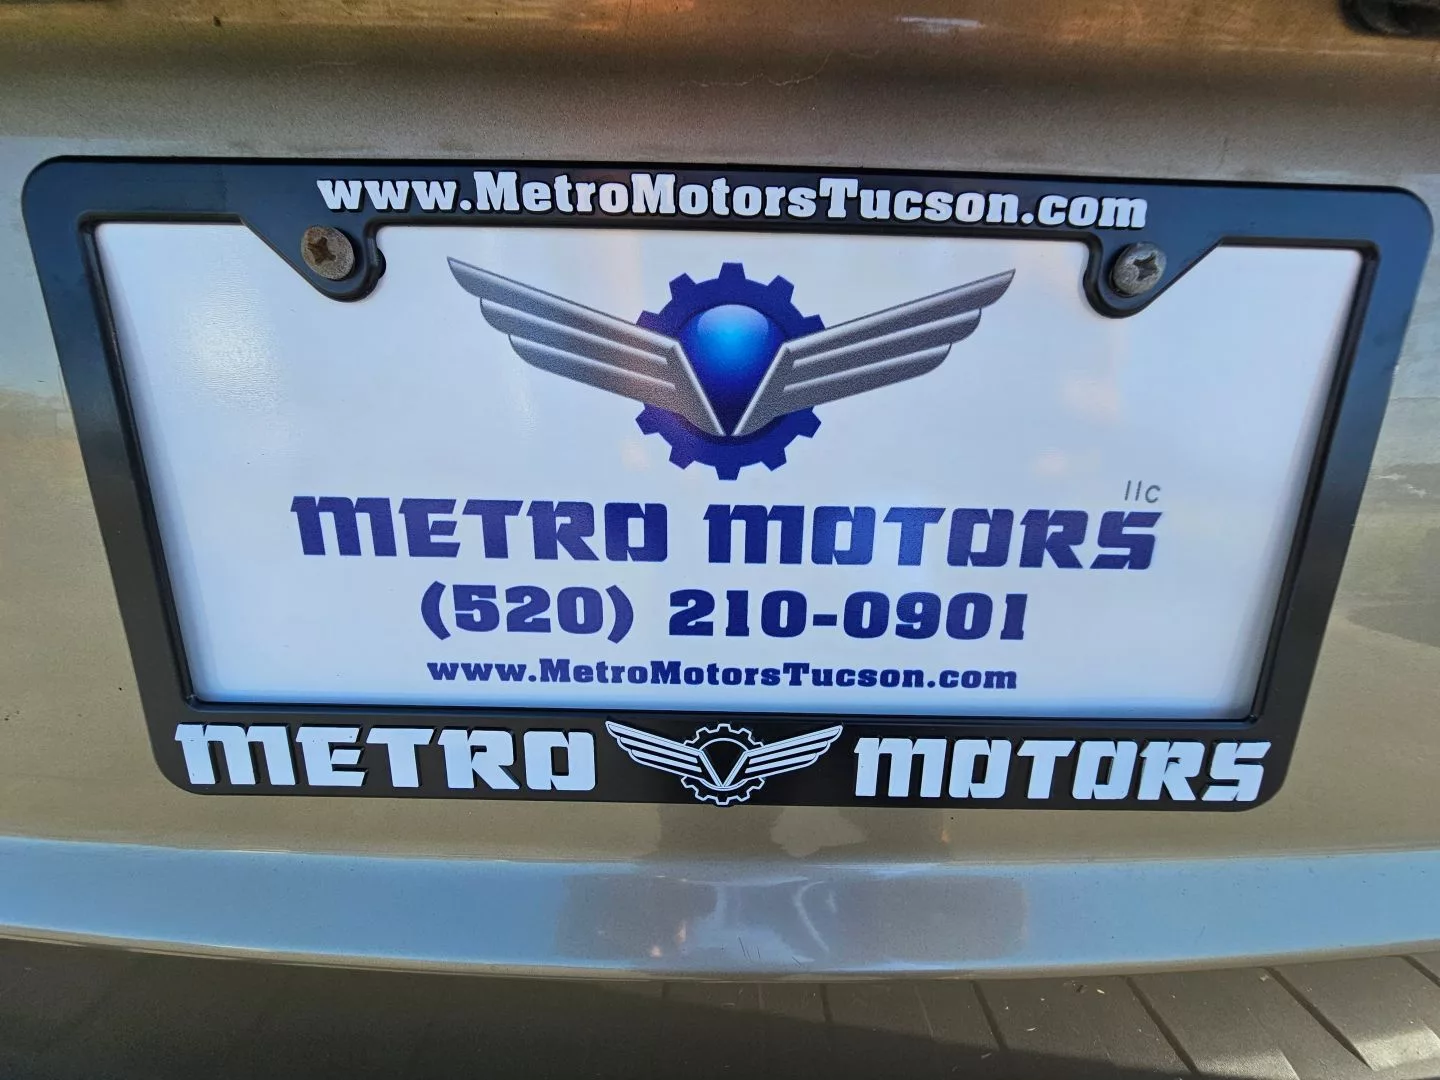 www.MetroMotorsTucson.com
llc
METRO MOTORS
(520) 210-0901
www.MetroMotorsTucson.com
METRO MOTORS